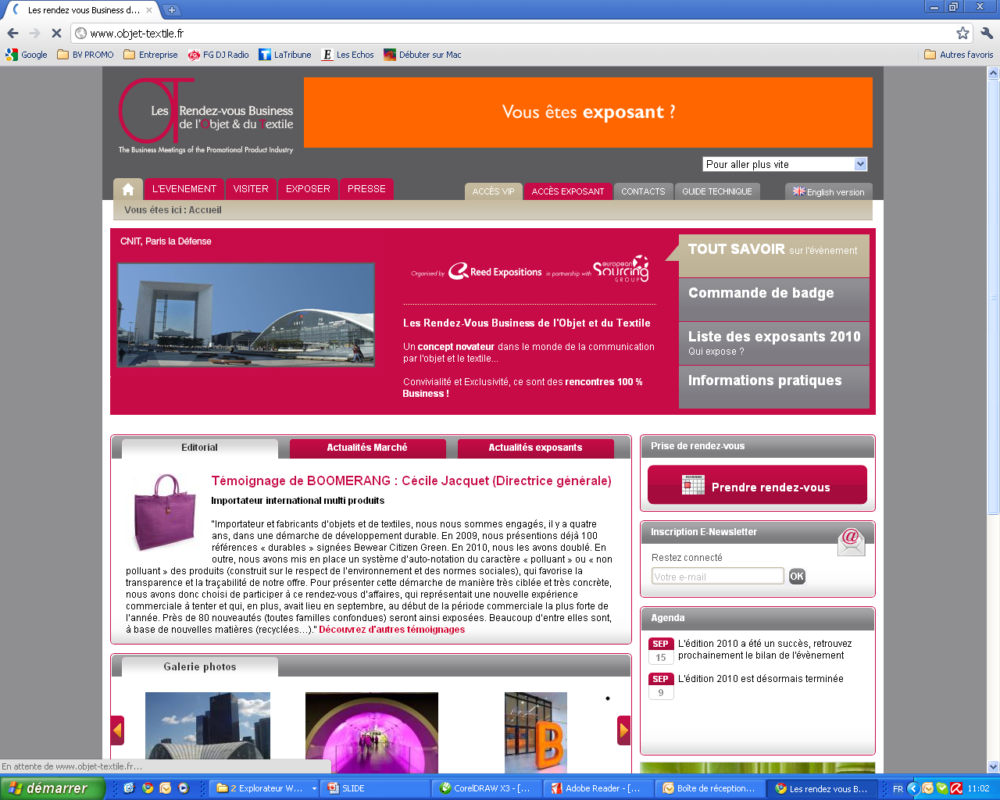 Les rendez vous Business d...
www.objet-textile.fr
Google BV PROMO Entreprise FG DJ Radio LaTribune Les Echos Débuter sur Mac Autres favoris
Les Rendez-vous Business
de l'Objet & du Textile
The Business Meetings of the Promotional Product Industry
Vous êtes exposant ?
Pour aller plus vite
L'EVENEMENT VISITER EXPOSER PRESSE ACCÈS VIP ACCÈS EXPOSANT CONTACTS GUIDE TECHNIQUE English version
Vous êtes ici : Accueil
CNIT, Paris la Défense
Organised by Reed Expositions in partnership with european Sourcing GROUP
Les Rendez-Vous Business de l'Objet et du Textile
Un concept novateur dans le monde de la communication
par l'objet et le textile...
Convivialité et Exclusivité, ce sont des rencontres 100 %
Business !
TOUT SAVOIR sur l'évènement
Commande de badge
Liste des exposants 2010
Qui expose ?
Informations pratiques
Editorial Actualités Marché Actualités exposants
Témoignage de BOOMERANG : Cécile Jacquet (Directrice générale)
Importateur international multi produits
"Importateur et fabricants d'objets et de textiles, nous nous sommes engagés, il y a quatre
ans, dans une démarche de développement durable. En 2009, nous présentions déjà 100
références « durables » signées Bewear Citizen Green. En 2010, nous les avons doublé. En
outre, nous avons mis en place un système d'auto-notation du caractère « polluant » ou « non
polluant » des produits (construit sur le respect de l'environnement et des normes sociales), qui favorise la
transparence et la traçabilité de notre offre. Pour présenter cette démarche de manière très ciblée et très concrète,
nous avons donc choisi de participer à ce rendez-vous d'affaires, qui représentait une nouvelle expérience
commerciale à tenter et qui, en plus, avait lieu en septembre, au début de la période commerciale la plus forte de
l'année. Près de 80 nouveautés (toutes familles confondues) seront ainsi exposées. Beaucoup d'entre elles sont,
à base de nouvelles matières (recyclées…)." Découvrez d'autres témoignages
Galerie photos
B
Prise de rendez-vous
Prendre rendez-vous
Inscription E-Newsletter
Restez connecté
Votre e-mail OK
Agenda
SEP
15
L'édition 2010 a été un succès, retrouvez
prochainement le bilan de l'évènement
SEP
9
L'édition 2010 est désormais terminée
En attente de www.objet-textile.fr...
démarrer 2 Explorateur W... SLIDE CorelDRAW X3 - [... Adobe Reader - [... Boîte de réception... Les rendez vous B... FR 11:02